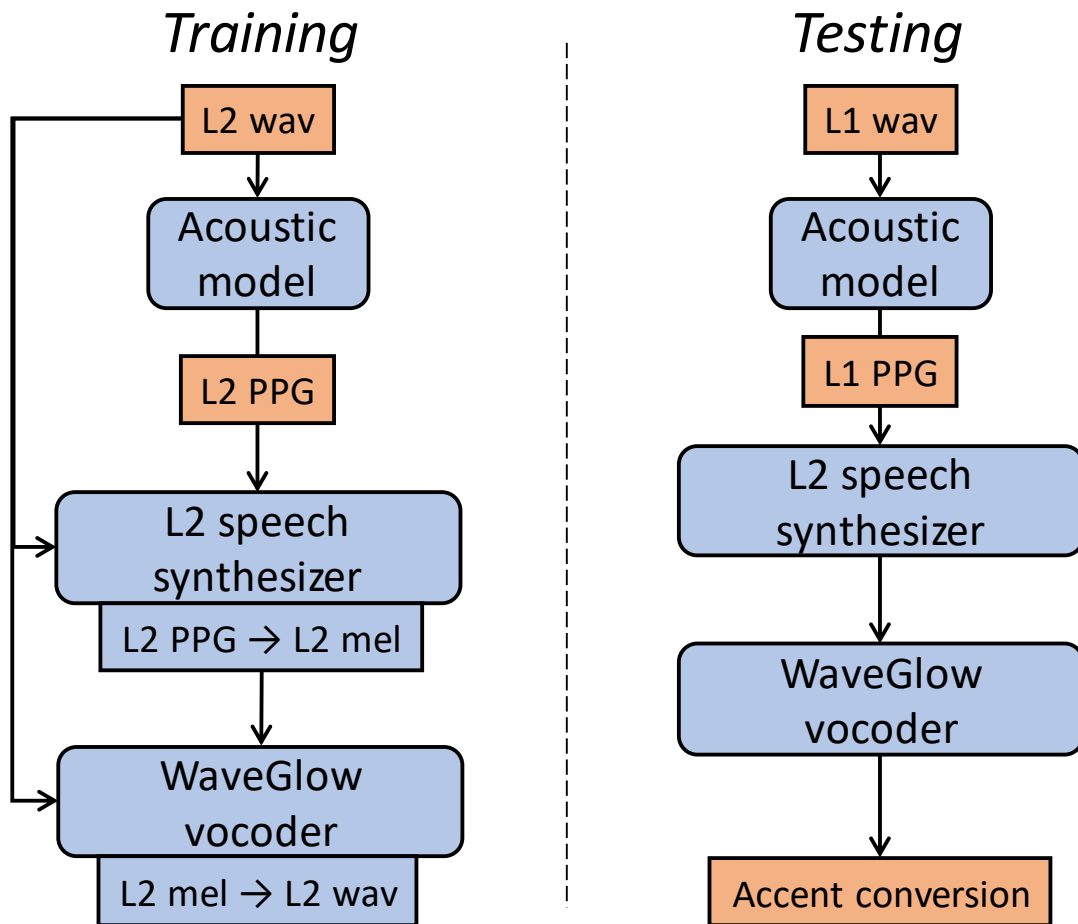 Training
L2 wav
Acoustic
model
L2 PPG
L2 speech
synthesizer
L2 PPG → L2 mel
WaveGlow
vocoder
L2 mel → L2 wav
Testing
L1 wav
Acoustic
model
L1 PPG
L2 speech
synthesizer
WaveGlow
vocoder
Accent conversion